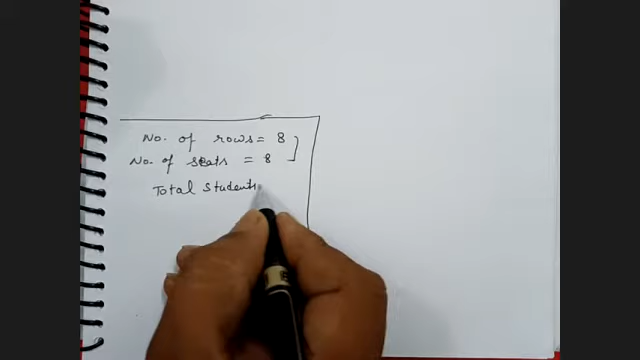 No. of rows = 8
No. of seats = 8
Total Students